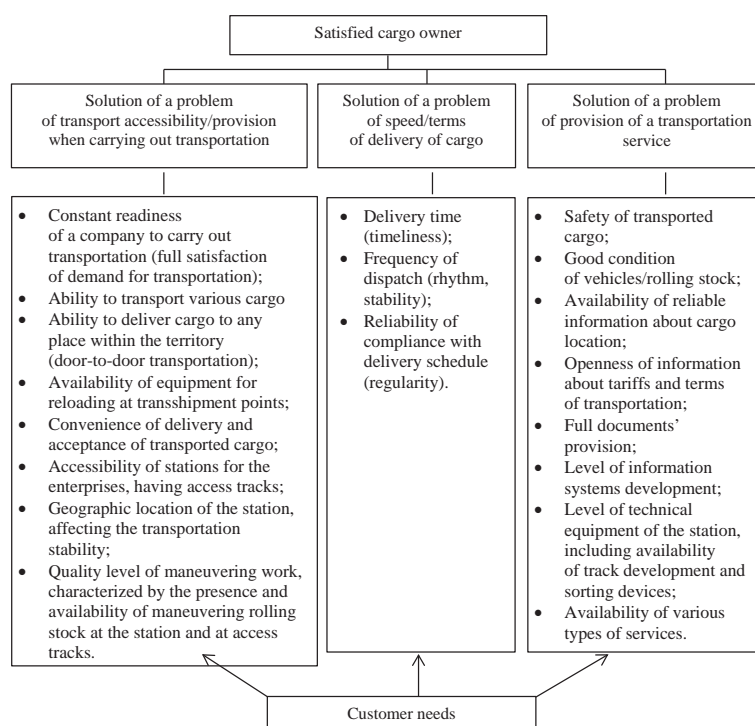 Satisfied cargo owner
Solution of a problem
of transport accessibility/provision
when carrying out transportation
Solution of a problem
of speed/terms
of delivery of cargo
Solution of a problem
of provision of a transportation
service
• Constant readiness
of a company to carry out
transportation (full satisfaction
of demand for transportation);
• Ability to transport various cargo
• Ability to deliver cargo to any
place within the territory
(door-to-door transportation);
• Availability of equipment for
reloading at transshipment points;
• Convenience of delivery and
acceptance of transported cargo;
• Accessibility of stations for the
enterprises, having access tracks;
• Geographic location of the station,
affecting the transportation
stability;
• Quality level of maneuvering work,
characterized by the presence and
availability of maneuvering rolling
stock at the station and at access
tracks.
• Delivery time
(timeliness);
• Frequency of
dispatch (rhythm,
stability);
• Reliability of
compliance with
delivery schedule
(regularity).
• Safety of transported
cargo;
• Good condition
of vehicles/rolling stock;
• Availability of reliable
information about cargo
location;
• Openness of information
about tariffs and terms
of transportation;
• Full documents’
provision;
• Level of information
systems development;
• Level of technical
equipment of the station,
including availability
of track development and
sorting devices;
• Availability of various
types of services.
Customer needs